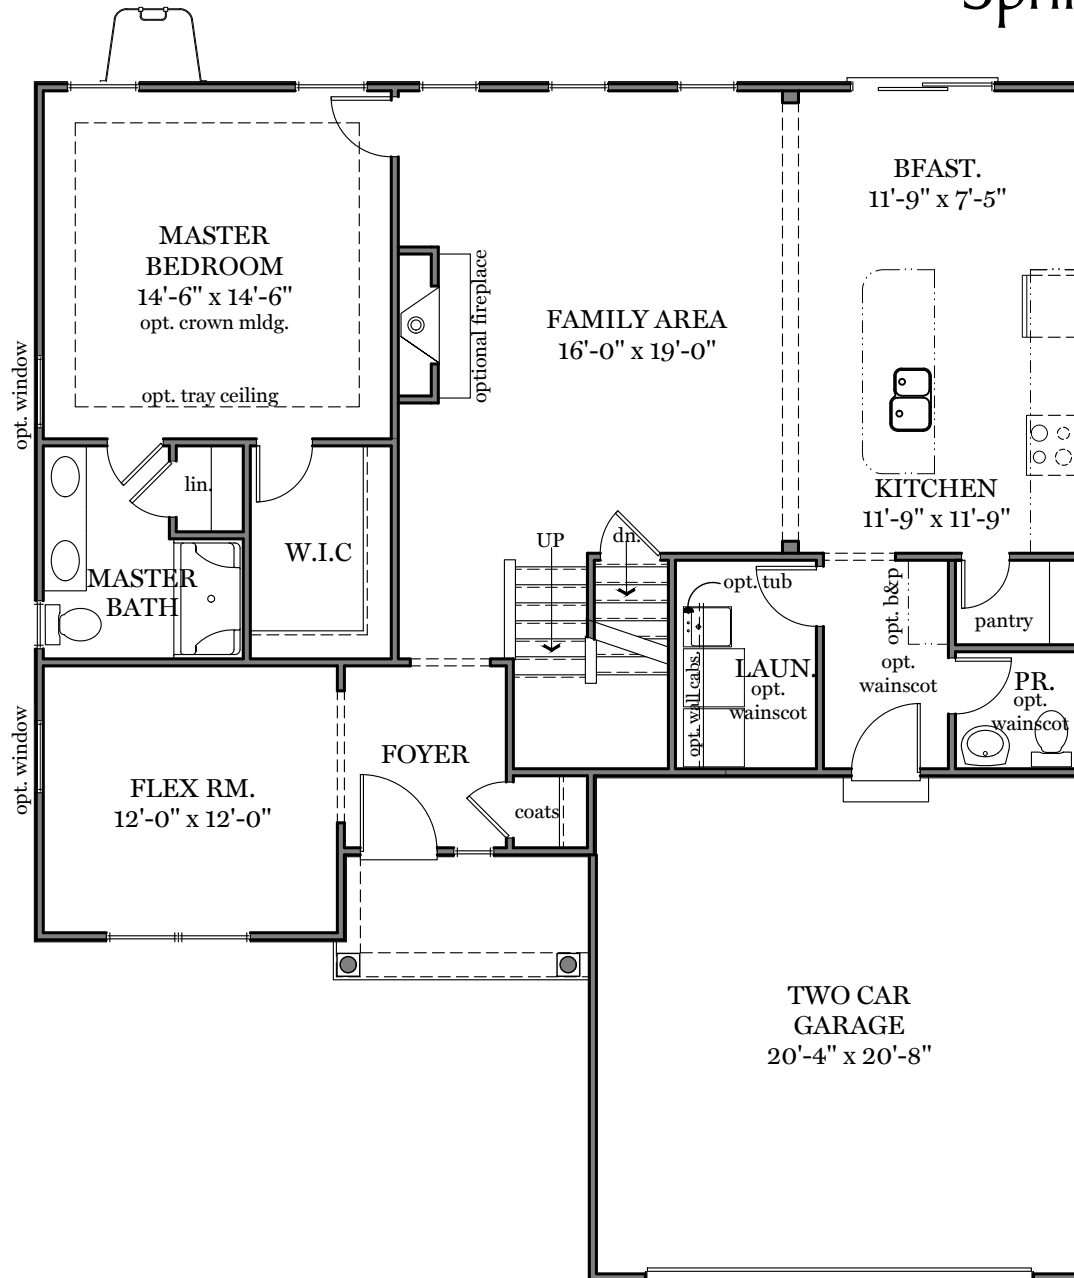 MASTER
BEDROOM
14'-6" x 14'-6"
opt. crown mldg.
opt. tray ceiling
opt. window
optional fireplace
FAMILY AREA
16'-0" x 19'-0"
BFAST.
11'-9" x 7'-5"
KITCHEN
11'-9" x 11'-9"
lin.
W.I.C
MASTER
BATH
UP
dn.
opt. tub
opt. wall cabs.
LAUN.
opt.
wainscot
opt. b&p
opt.
wainscot
pantry
PR.
opt.
wainscot
opt. window
FLEX RM.
12'-0" x 12'-0"
FOYER
coats
TWO CAR
GARAGE
20'-4" x 20'-8"